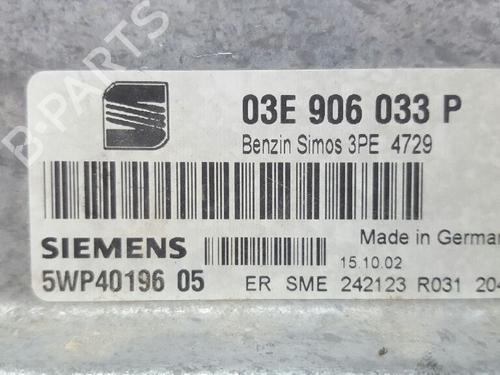 B-PARTS
03E 906 033 P
Benzin Simos 3PE 4729
SIEMENS
Made in German
5WP40196 05
15.10.02
ER SME 242123 R031 204